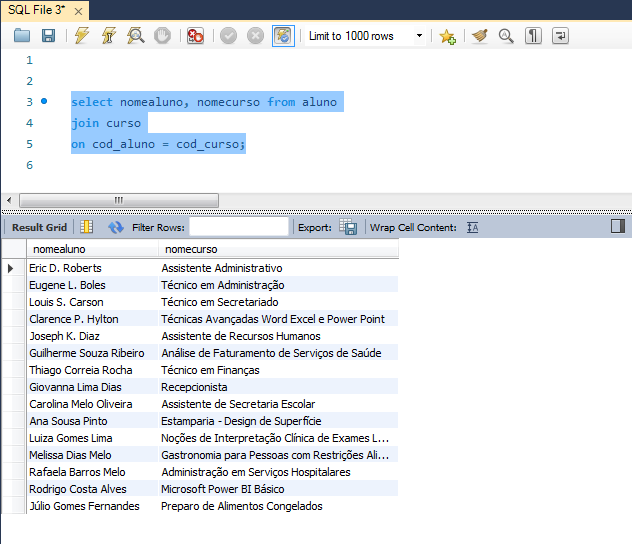 SQL File 3*
Limit to 1000 rows
1
2
3 select nomealuno, nomecurso from aluno
4 join curso
5 on cod_aluno = cod_curso;
6
Result Grid Filter Rows: Export: Wrap Cell Content:
nomealuno nomecurso
Eric D. Roberts Assistente Administrativo
Eugene L. Boles Técnico em Administração
Louis S. Carson Técnico em Secretariado
Clarence P. Hylton Técnicas Avançadas Word Excel e Power Point
Joseph K. Diaz Assistente de Recursos Humanos
Guilherme Souza Ribeiro Análise de Faturamento de Serviços de Saúde
Thiago Correia Rocha Técnico em Finanças
Giovanna Lima Dias Recepcionista
Carolina Melo Oliveira Assistente de Secretaria Escolar
Ana Sousa Pinto Estamparia - Design de Superfície
Luiza Gomes Lima Noções de Interpretação Clínica de Exames L...
Melissa Dias Melo Gastronomia para Pessoas com Restrições Ali...
Rafaela Barros Melo Administração em Serviços Hospitalares
Rodrigo Costa Alves Microsoft Power BI Básico
Júlio Gomes Fernandes Preparo de Alimentos Congelados